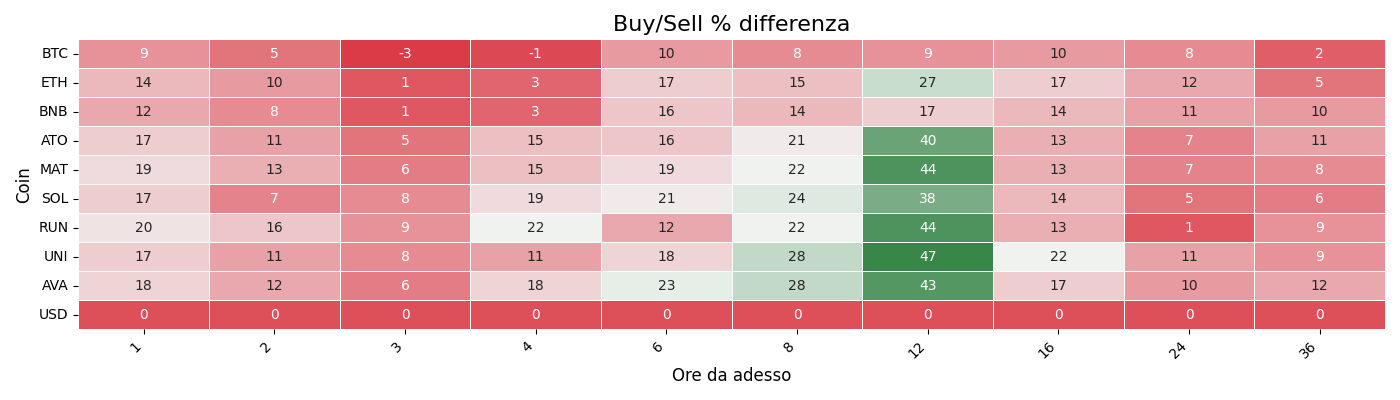 Buy/Sell % differenza
Coin
BTC 9 5 -3 -1 10 8 9 10 8 2
ETH 14 10 1 3 17 15 27 17 12 5
BNB 12 8 1 3 16 14 17 14 11 10
ATO 17 11 5 15 16 21 40 13 7 11
MAT 19 13 6 15 19 22 44 13 7 8
SOL 17 7 8 19 21 24 38 14 5 6
RUN 20 16 9 22 12 22 44 13 1 9
UNI 17 11 8 11 18 28 47 22 11 9
AVA 18 12 6 18 23 28 43 17 10 12
USD 0 0 0 0 0 0 0 0 0 0
1 2 3 4 6 8 12 16 24 36
Ore da adesso